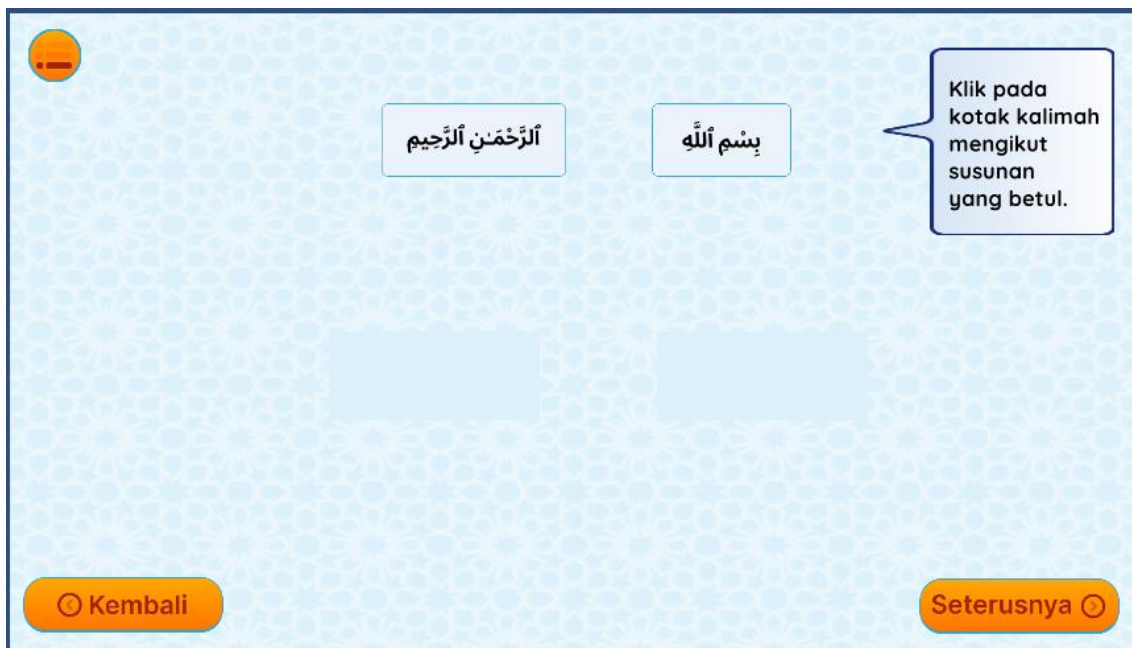 Klik pada
kotak kalimah
mengikut
susunan
yang betul.
بِسْمِ ٱللَّهِ
ٱلرَّحْمَـٰنِ ٱلرَّحِيمِ
Kembali
Seterusnya